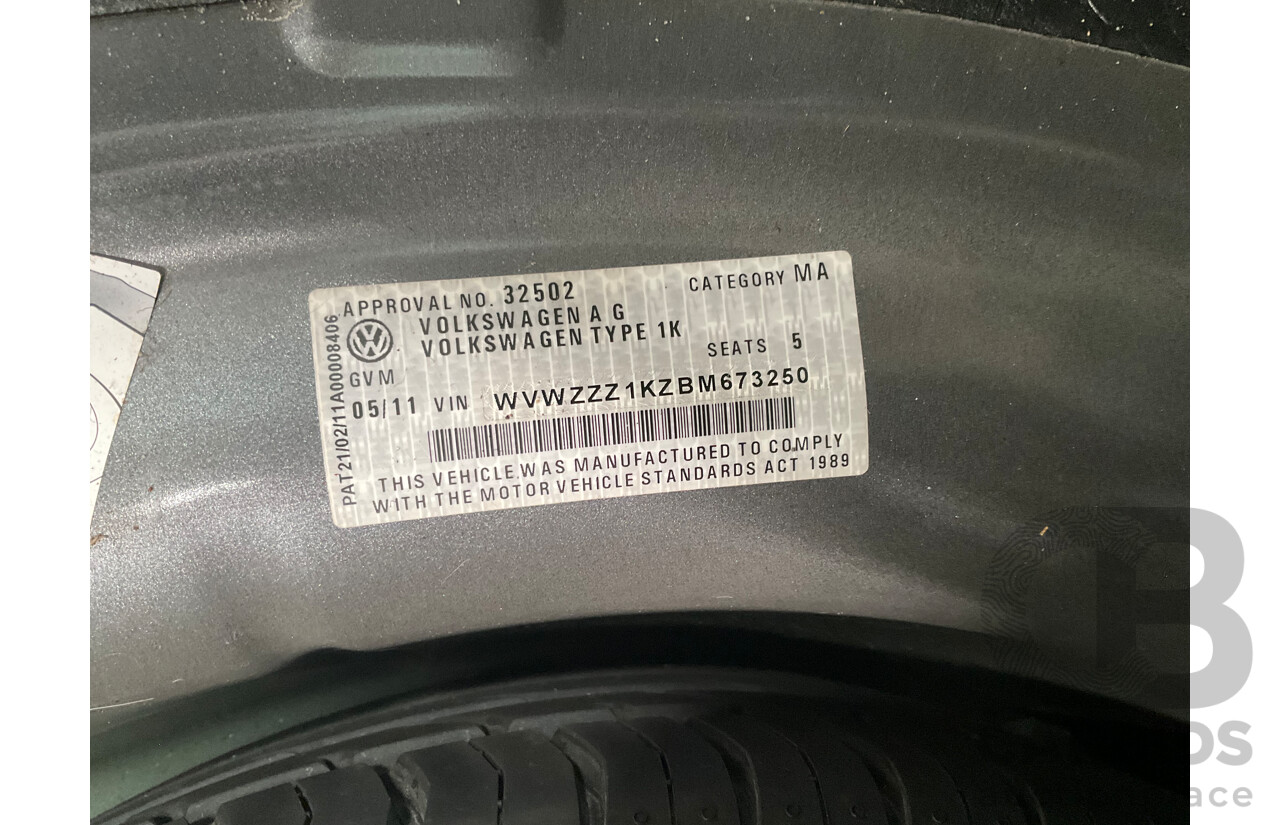 APPROVAL NO. 32502 CATEGORY MA
VOLKSWAGEN A G
VOLKSWAGEN TYPE 1K
SEATS 5
GVM
05/11 VIN WVWZZZ1KZBM673250
THIS VEHICLE WAS MANUFACTURED TO COMPLY
WITH THE MOTOR VEHICLE STANDARDS ACT 1989
PAT21/02/11A00008406